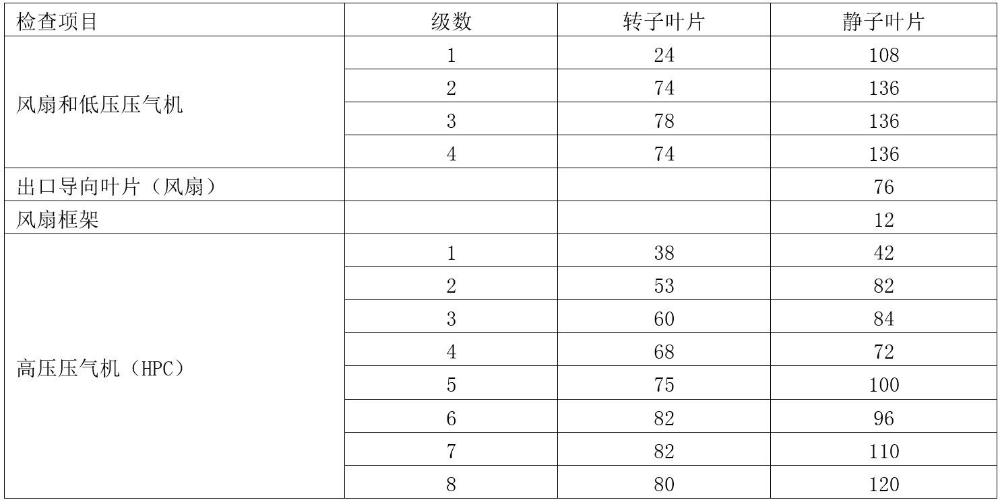 检查项目 级数 转子叶片 静子叶片
1 24 108
2 74 136
风扇和低压压气机
3 78 136
4 74 136
出口导向叶片（风扇） 76
风扇框架 12
1 38 42
2 53 82
3 60 84
4 68 72
高压压气机（HPC）
5 75 100
6 82 96
7 82 110
8 80 120